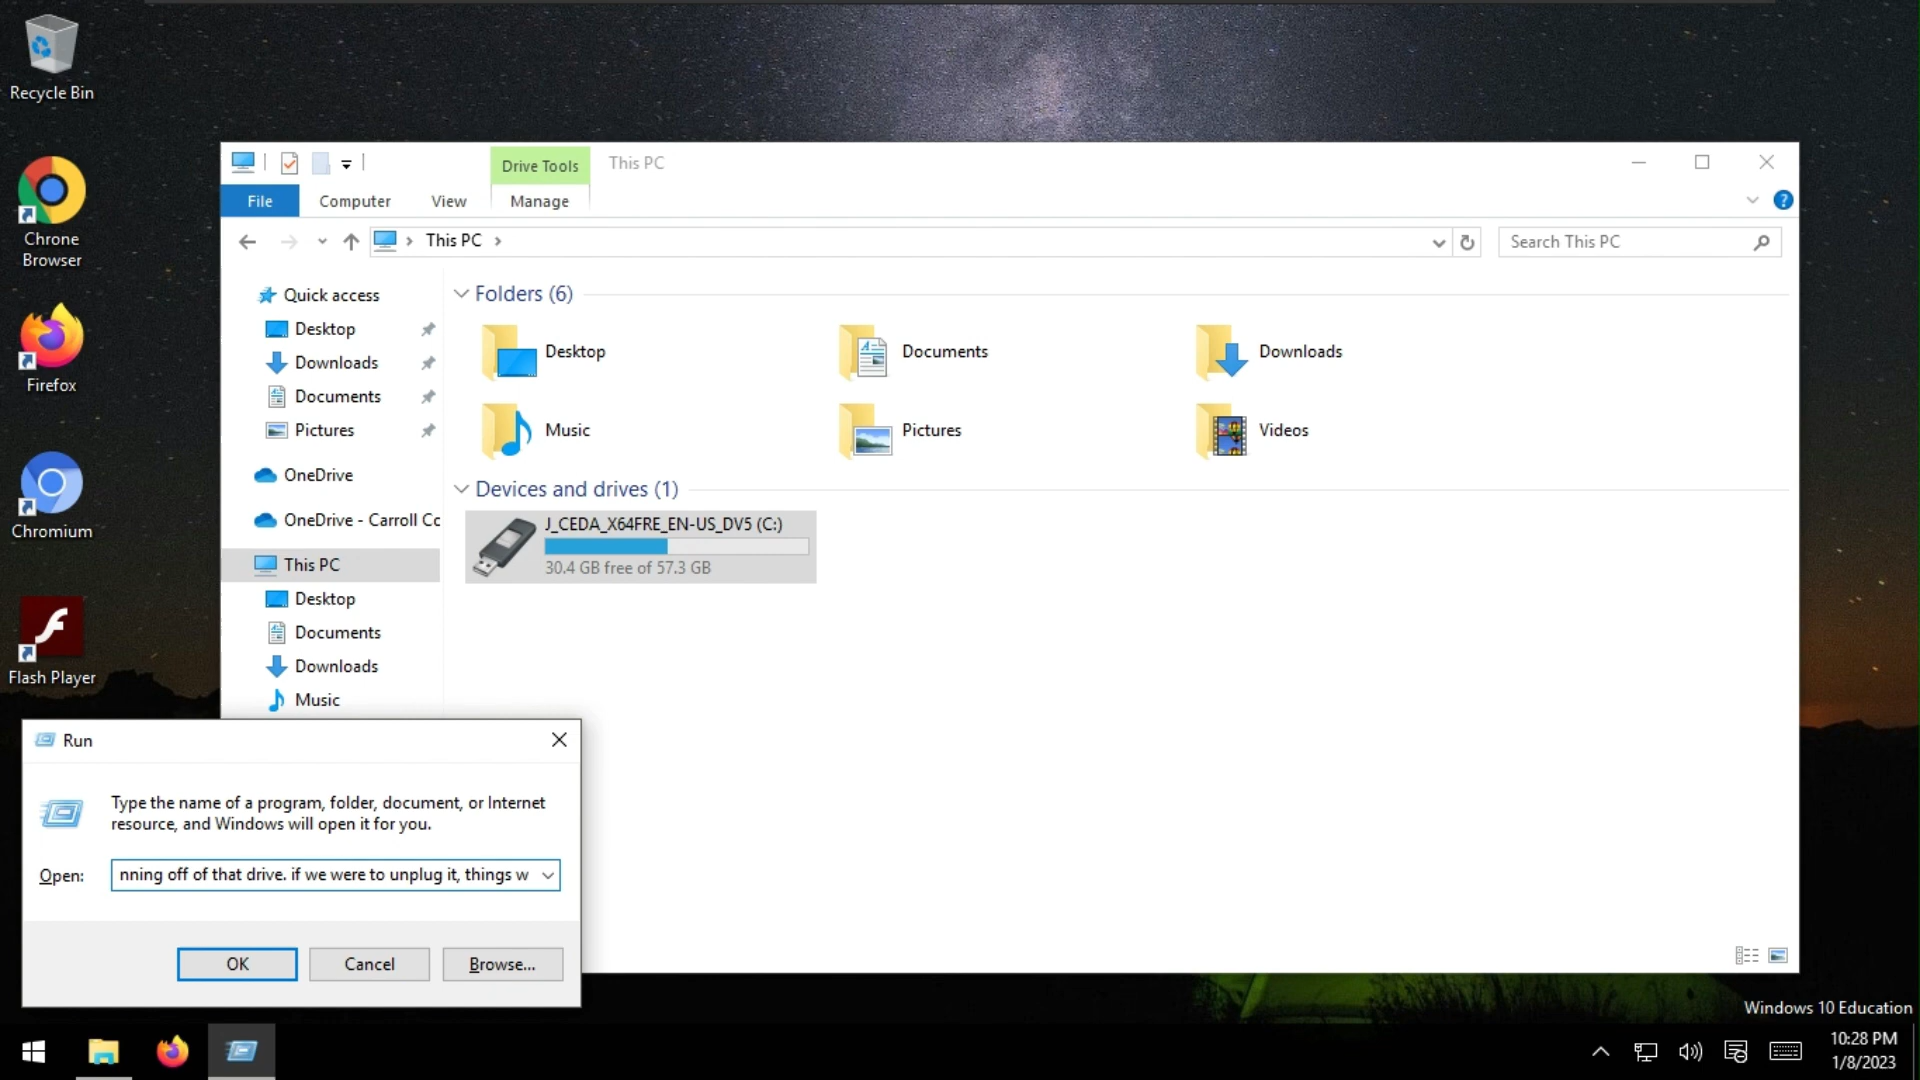 Recycle Bin
Chrone
Browser
Firefox
Chromium
Flash Player
Drive Tools
This PC
File
Computer
View
Manage
This PC
Search This PC
Quick access
Desktop
Downloads
Documents
Pictures
OneDrive
OneDrive - Carroll Cc
This PC
Desktop
Documents
Downloads
Music
Folders (6)
Desktop
Documents
Downloads
Music
Pictures
Videos
Devices and drives (1)
J_CEDA_X64FRE_EN-US_DV5 (C:)
30.4 GB free of 57.3 GB
Run
Type the name of a program, folder, document, or Internet
resource, and Windows will open it for you.
Open:
nning off of that drive. if we were to unplug it, things w
OK
Cancel
Browse...
Windows 10 Education
10:28 PM
1/8/2023